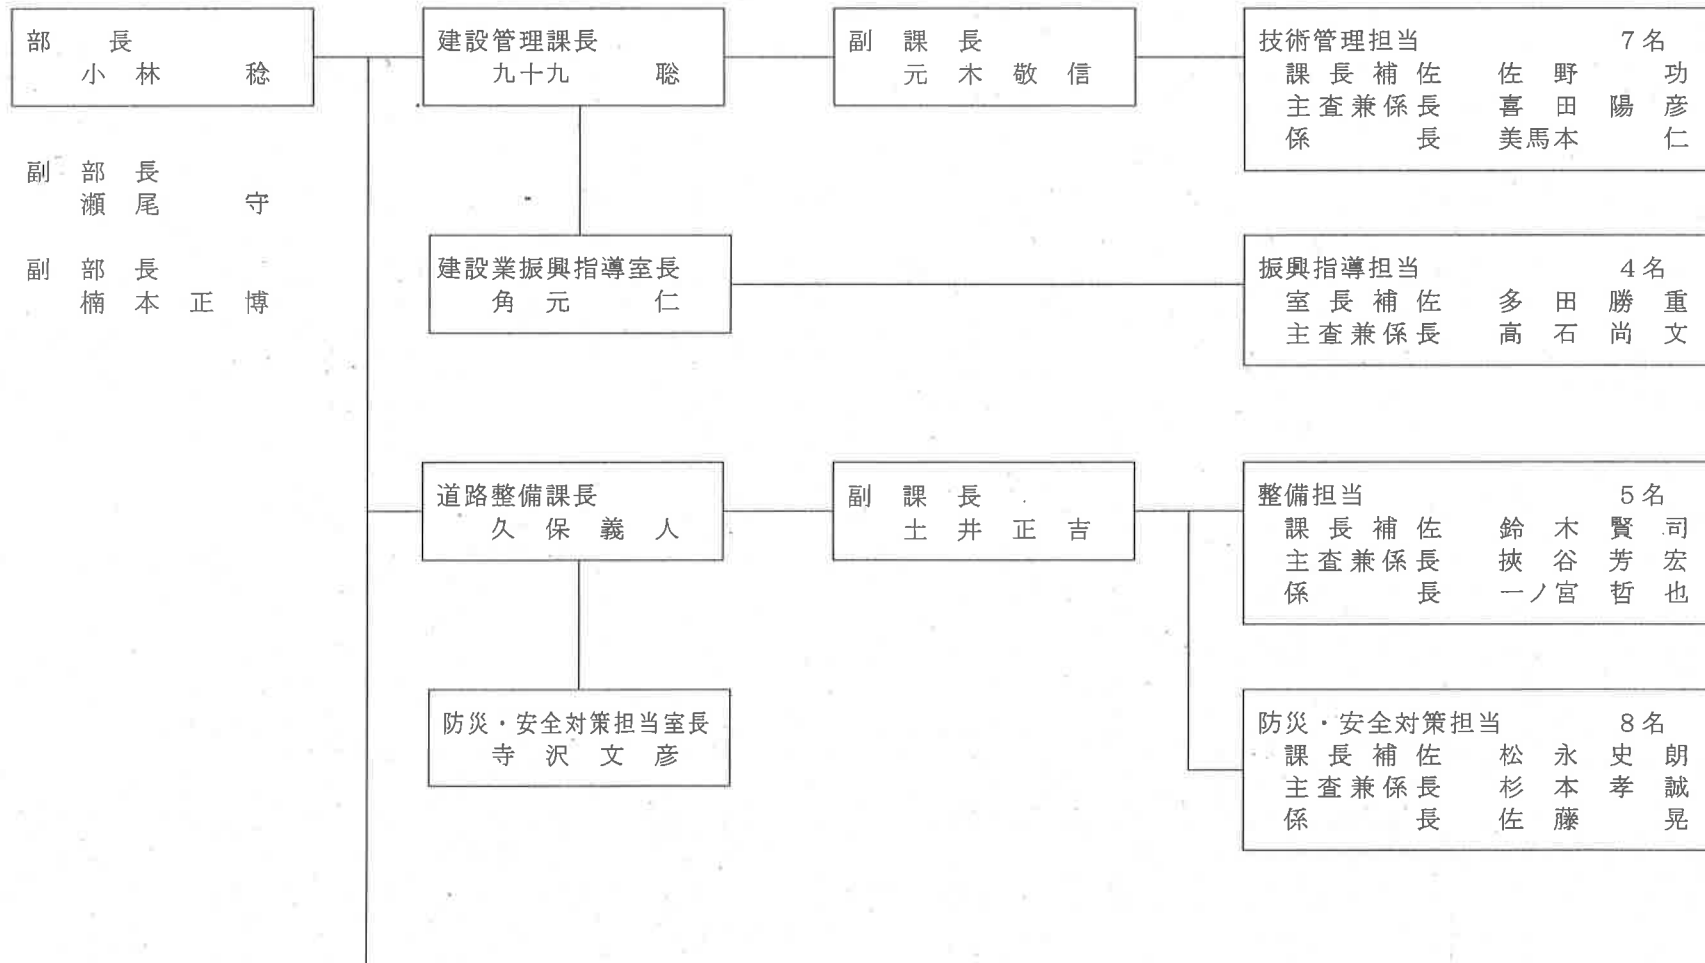 部長
小林 稔
副部長
瀬尾 守
副部長
楠本正博
建設管理課長
九十九 聡
副課長
元木敬信
技術管理担当 7名
課長補佐 佐野 功
主査兼係長 喜田陽彦
係長 美馬本 仁
建設業振興指導室長
角元 仁
振興指導担当 4名
室長補佐 多田勝重
主査兼係長 高石尚文
道路整備課長
久保義人
副課長
土井正吉
整備担当 5名
課長補佐 鈴木賢司
主査兼係長 挾谷芳宏
係長 一ノ宮哲也
防災・安全対策担当室長
寺沢文彦
防災・安全対策担当 8名
課長補佐 松永史朗
主査兼係長 杉本孝誠
係長 佐藤 晃